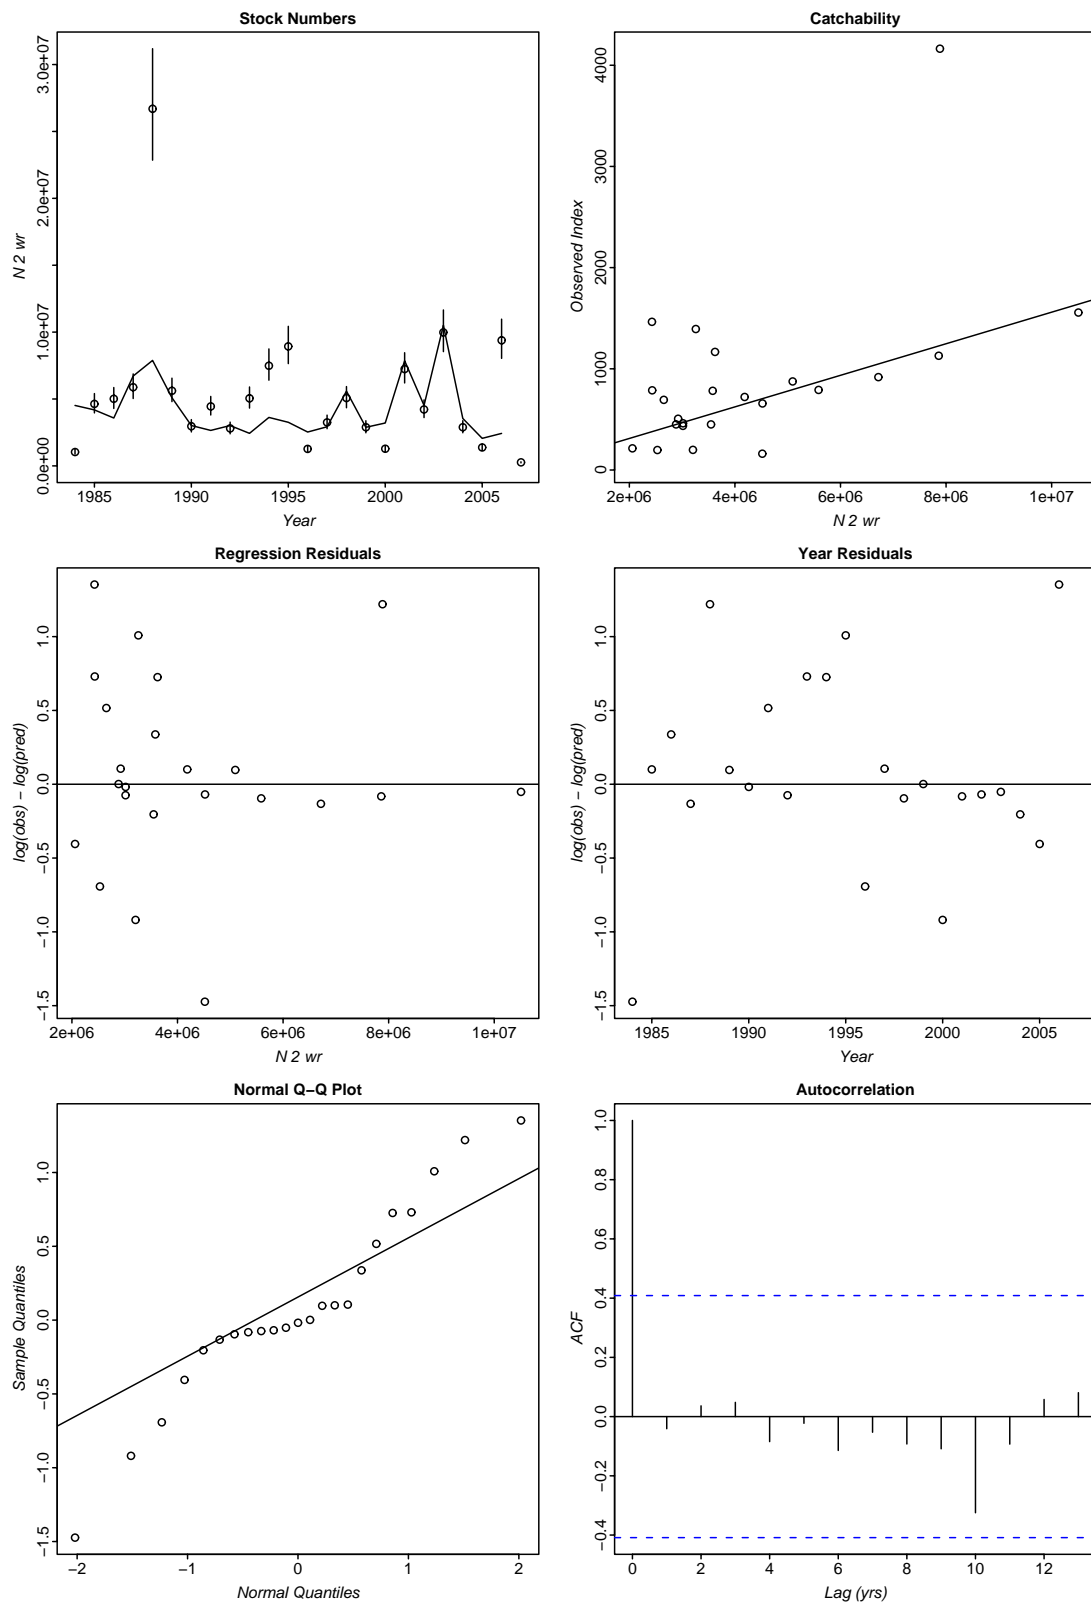 Stock Numbers
N 2 wr
0.0e+00 1.0e+07 2.0e+07 3.0e+07
1985 1990 1995 2000 2005
Year
Catchability
Observed Index
0 1000 2000 3000 4000
2e+06 4e+06 6e+06 8e+06 1e+07
N 2 wr
Regression Residuals
log(obs) − log(pred)
−1.5 −1.0 −0.5 0.0 0.5 1.0
2e+06 4e+06 6e+06 8e+06 1e+07
N 2 wr
Year Residuals
log(obs) − log(pred)
−1.5 −1.0 −0.5 0.0 0.5 1.0
1985 1990 1995 2000 2005
Year
Normal Q−Q Plot
Sample Quantiles
−1.5 −1.0 −0.5 0.0 0.5 1.0
−2 −1 0 1 2
Normal Quantiles
Autocorrelation
ACF
−0.4 −0.2 0.0 0.2 0.4 0.6 0.8 1.0
0 2 4 6 8 10 12
Lag (yrs)